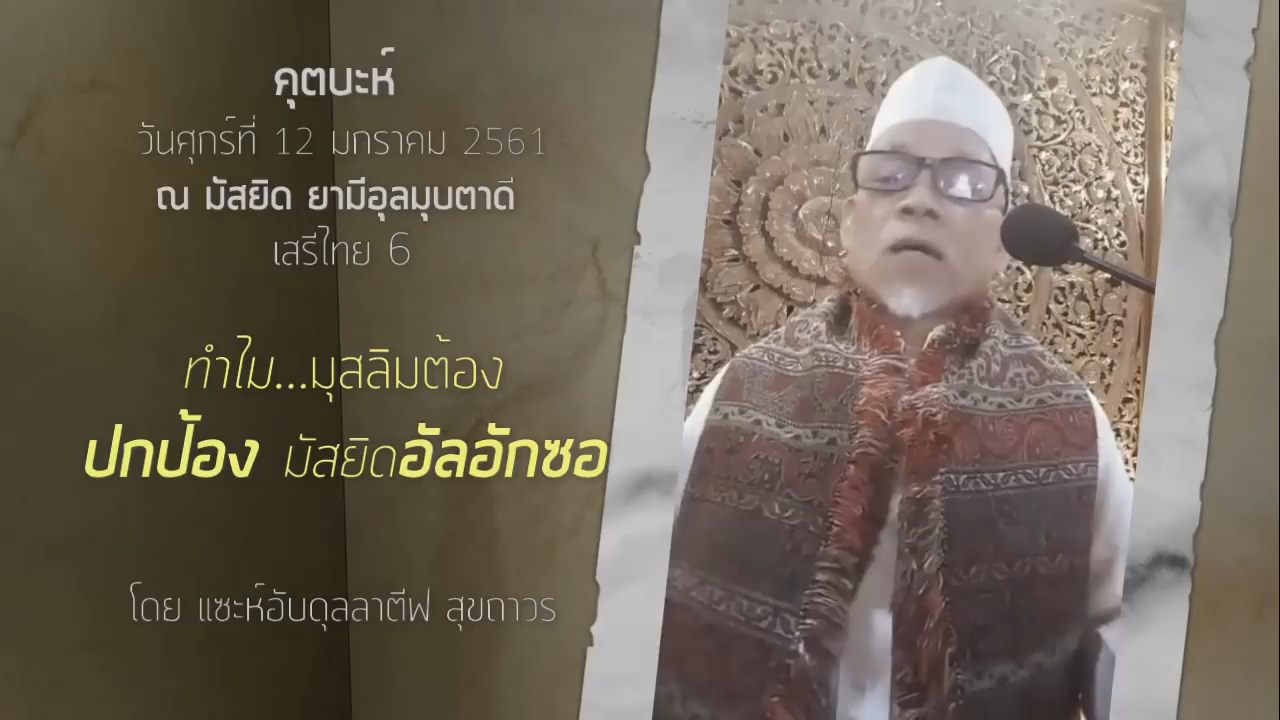 คุตบะห์
วันศุกร์ที่ 12 มกราคม 2561
ณ มัสยิด ยามีอุลมุบตาดี
เสรีไทย 6
ทำไม...มุสลิมต้อง
ปกป้อง มัสยิดอัลอักซอ
โดย แซะห์อับดุลลาตีฟ สุขถาวร